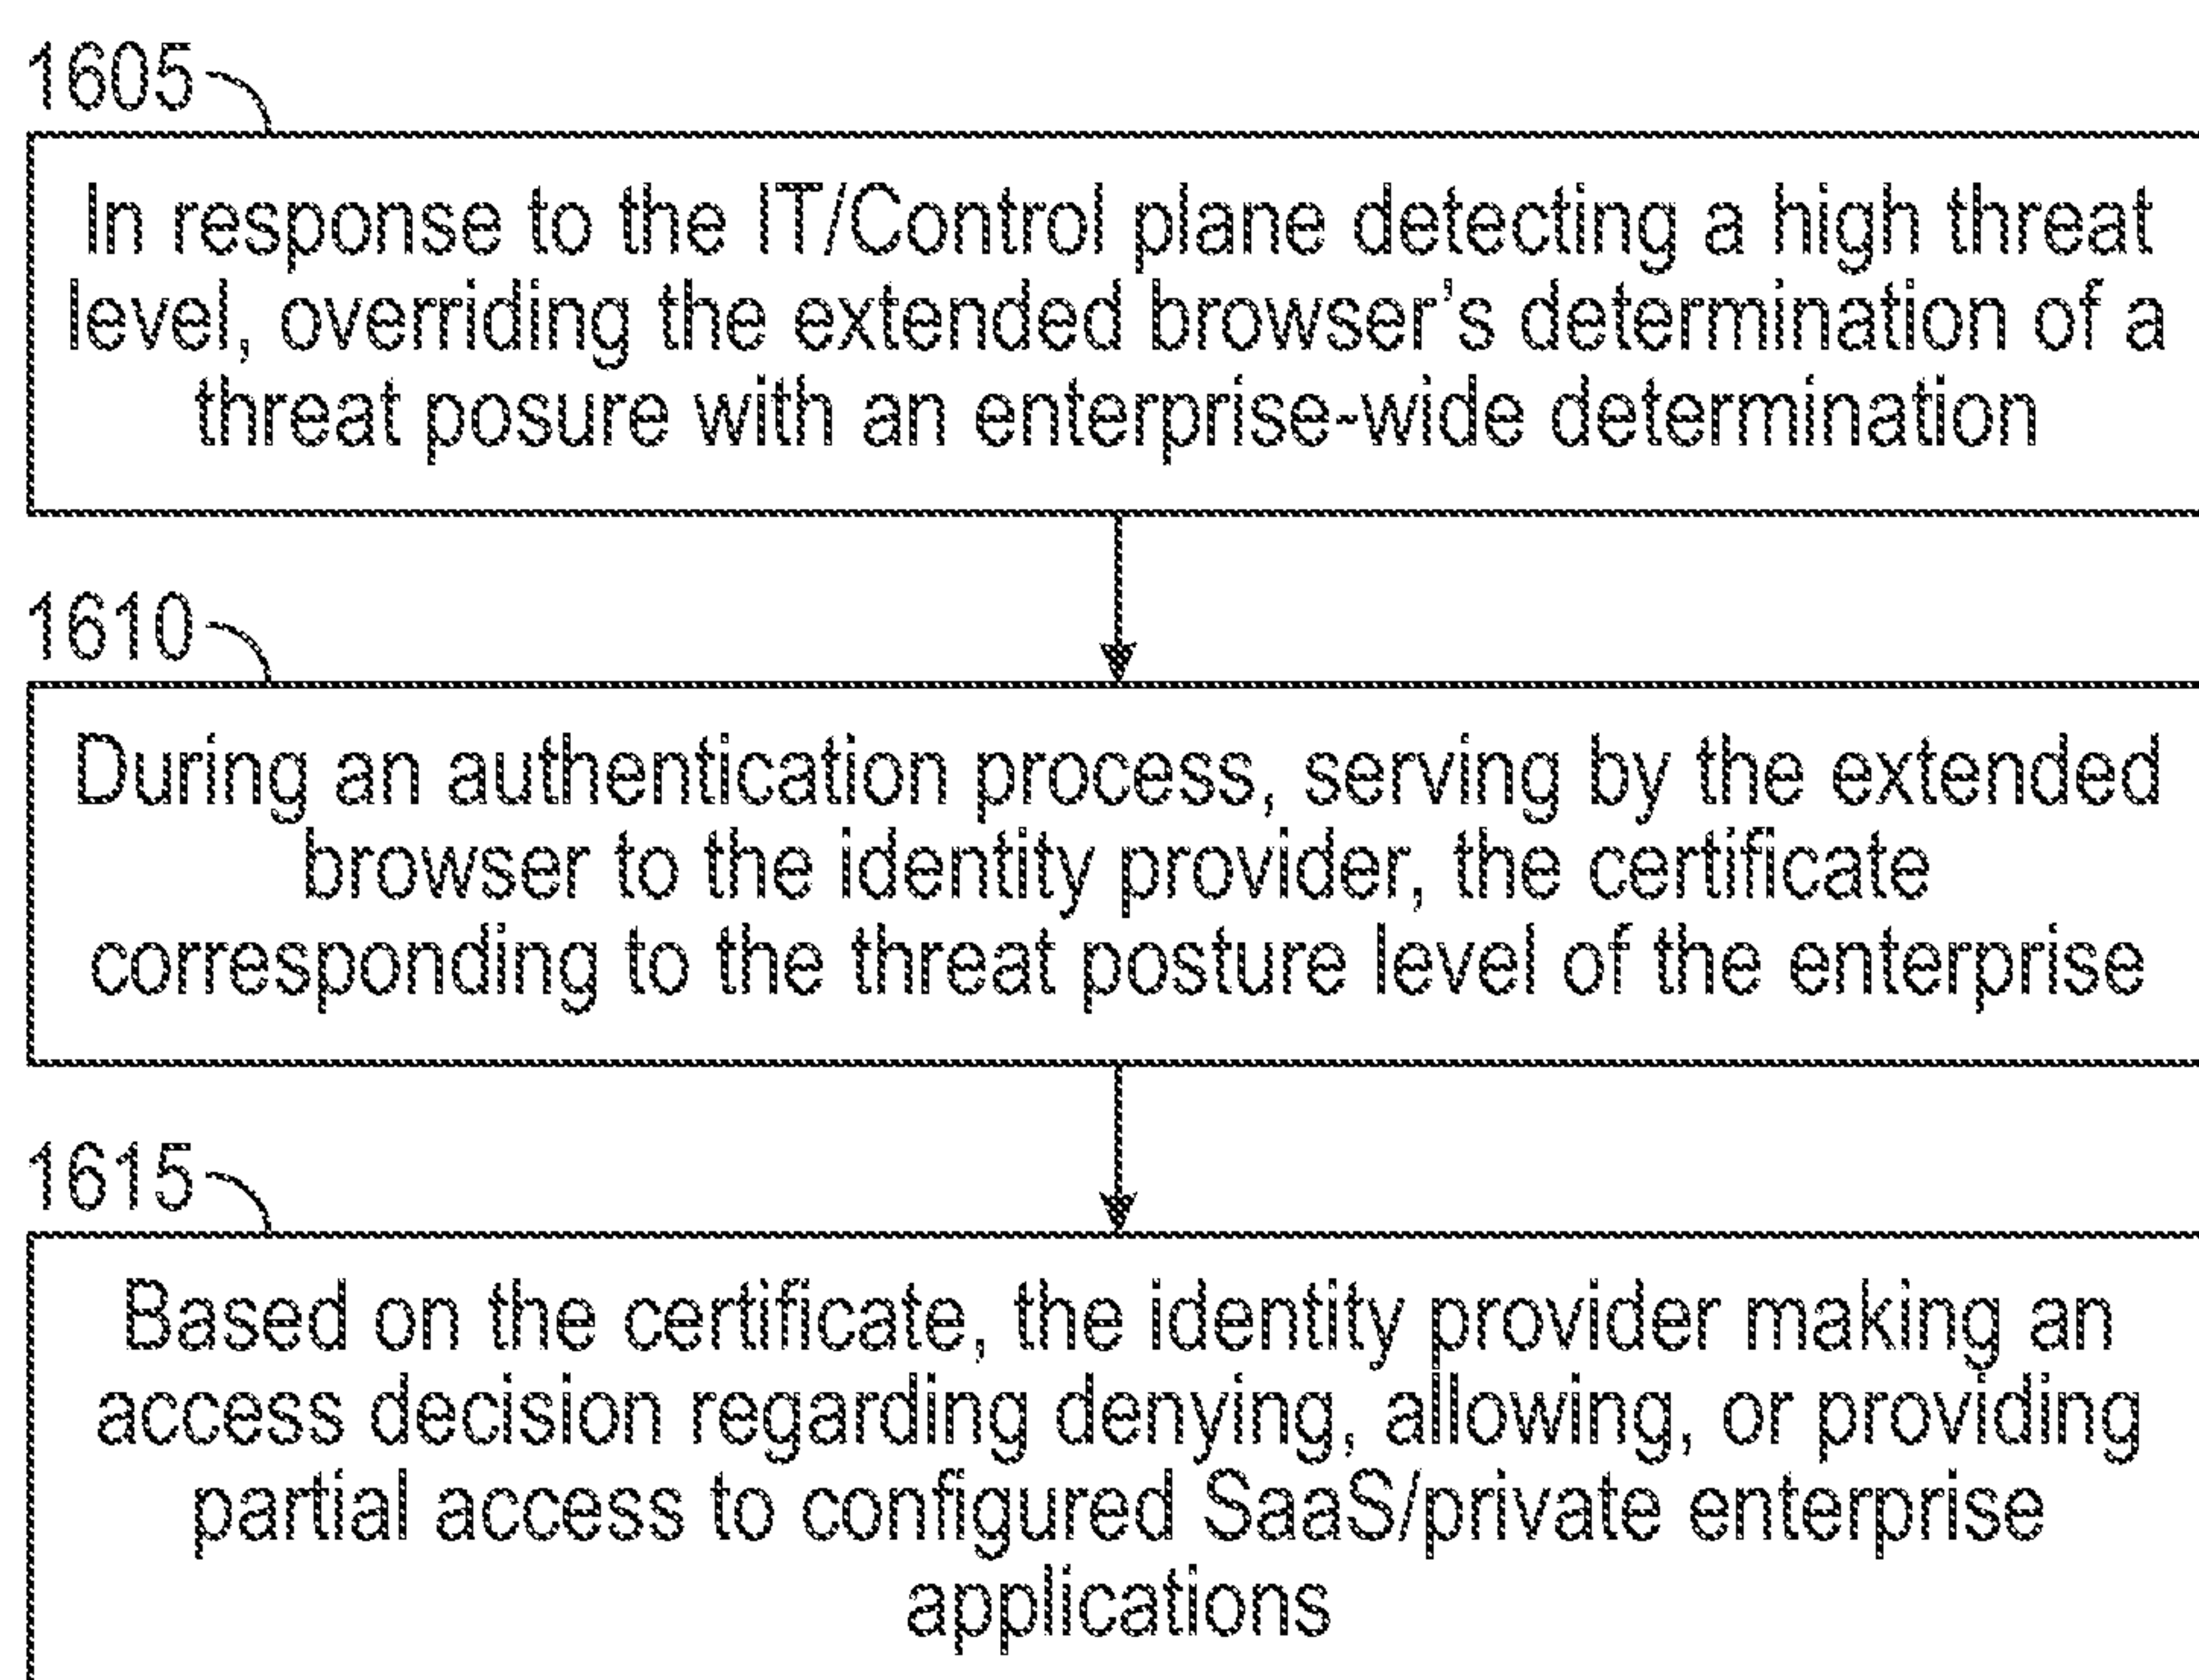 1605
In response to the IT/Control plane detecting a high threat
level, overriding the extended browser's determination of a
threat posure with an enterprise-wide determination
1610
During an authentication process, serving by the extended
browser to the identity provider, the certificate
corresponding to the threat posture level of the enterprise
1615
Based on the certificate, the identity provider making an
access decision regarding denying, allowing, or providing
partial access to configured SaaS/private enterprise
applications